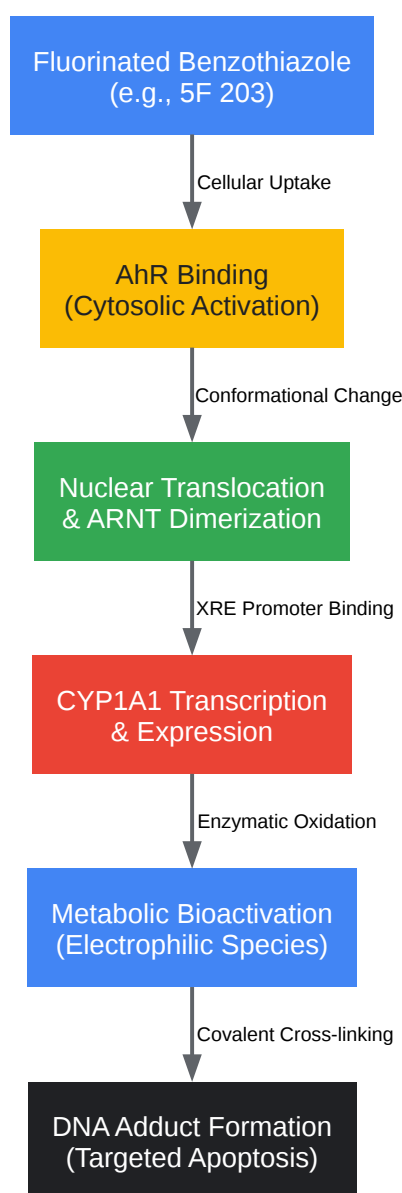 Fluorinated Benzothiazole
(e.g., 5F 203)
Cellular Uptake
AhR Binding
(Cytosolic Activation)
Conformational Change
Nuclear Translocation
& ARNT Dimerization
XRE Promoter Binding
CYP1A1 Transcription
& Expression
Enzymatic Oxidation
Metabolic Bioactivation
(Electrophilic Species)
Covalent Cross-linking
DNA Adduct Formation
(Targeted Apoptosis)